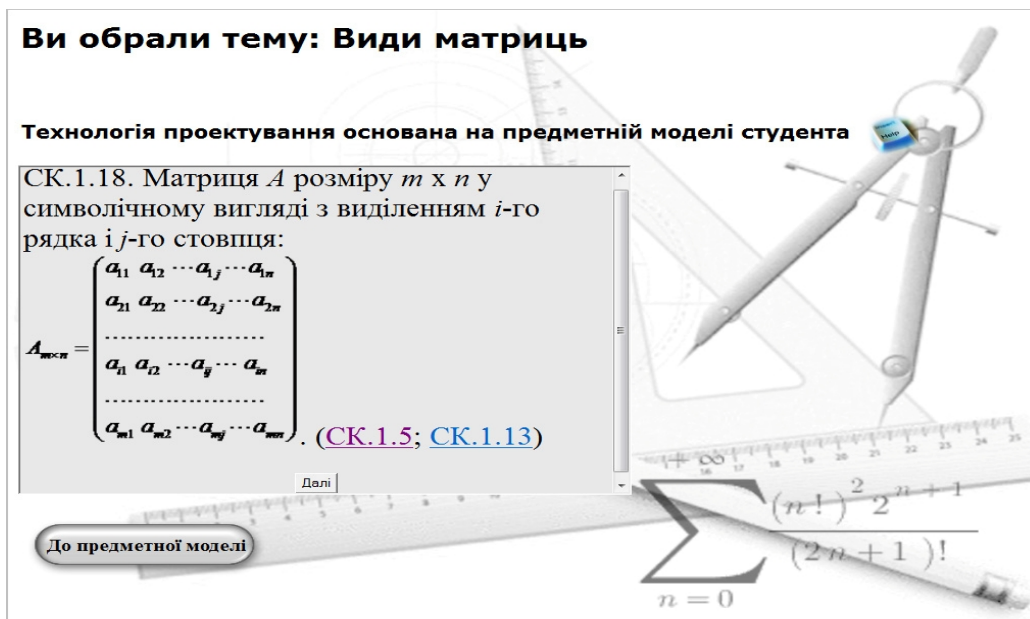 Ви обрали тему: Види матриць
Технологія проектування основана на предметній моделі студента
Help
СК.1.18. Матриця A розміру m x n у
символічному вигляді з виділенням i-го
рядка і j-го стовпця:
a₁₁ a₁₂ ⋯a₁ⱼ⋯a₁ₙ
a₂₁ a₂₂ ⋯a₂ⱼ⋯a₂ₙ
.......................
Aₘ×ₙ = aᵢ₁ aᵢ₂ ⋯aᵢⱼ⋯ aᵢₙ
.......................
aₘ₁ aₘ₂ ⋯aₘⱼ⋯aₘₙ . (СК.1.5; СК.1.13)
Далі
До предметної моделі
+ ∞
∑ (n!)² 2ⁿ⁺¹
(2n+1)!
n = 0